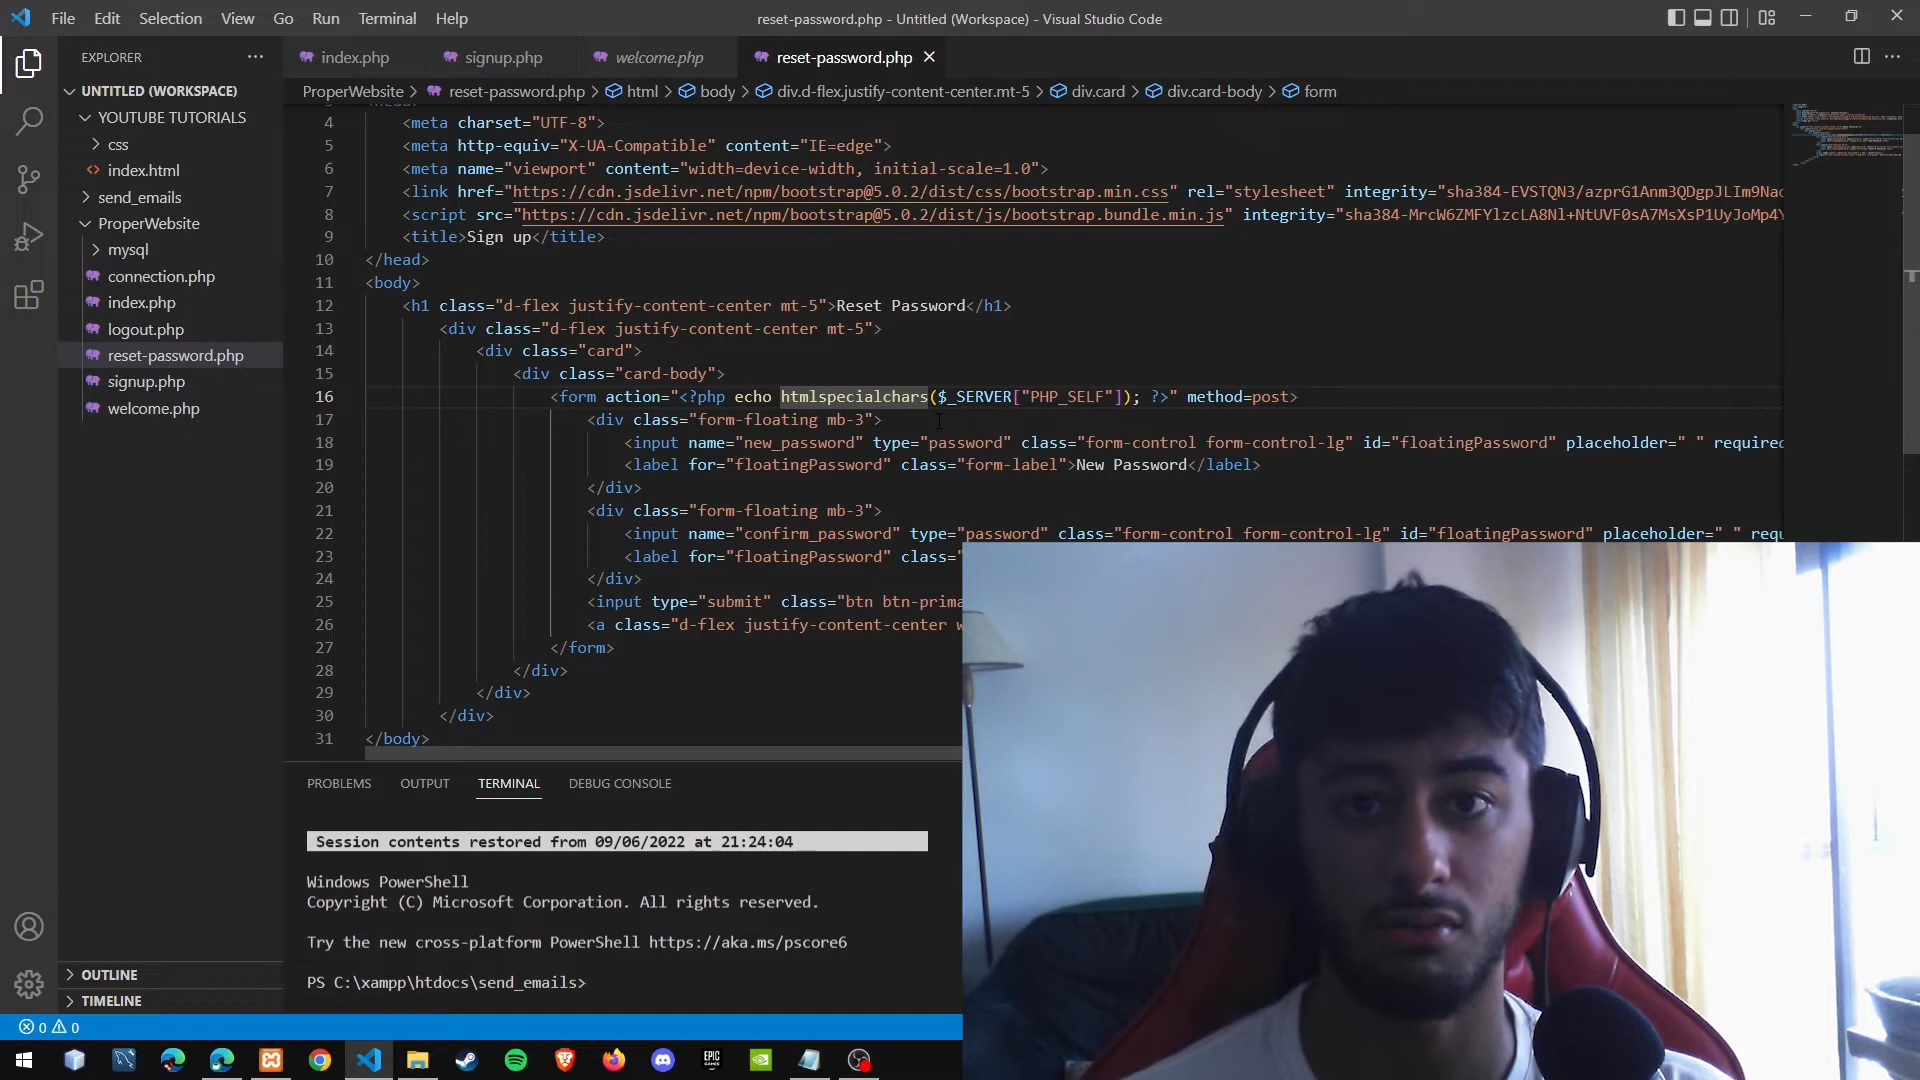 File Edit Selection View Go Run Terminal Help
reset-password.php - Untitled (Workspace) - Visual Studio Code
EXPLORER
UNTITLED (WORKSPACE)
YOUTUBE TUTORIALS
css
index.html
send_emails
ProperWebsite
mysql
connection.php
index.php
logout.php
reset-password.php
signup.php
welcome.php
OUTLINE
TIMELINE
index.php signup.php welcome.php reset-password.php
ProperWebsite > reset-password.php > html > body > div.d-flex.justify-content-center.mt-5 > div.card > div.card-body > form
4 <meta charset="UTF-8">
5 <meta http-equiv="X-UA-Compatible" content="IE=edge">
6 <meta name="viewport" content="width=device-width, initial-scale=1.0">
7 <link href="https://cdn.jsdelivr.net/npm/bootstrap@5.0.2/dist/css/bootstrap.min.css" rel="stylesheet" integrity="sha384-EVSTQN3/azprG1Anm3QDgpJLIm9Nao
8 <script src="https://cdn.jsdelivr.net/npm/bootstrap@5.0.2/dist/js/bootstrap.bundle.min.js" integrity="sha384-MrcW6ZMFYlzcLA8Nl+NtUVF0sA7MsXsP1UyJoMp4Y
9 <title>Sign up</title>
10 </head>
11 <body>
12 <h1 class="d-flex justify-content-center mt-5">Reset Password</h1>
13 <div class="d-flex justify-content-center mt-5">
14 <div class="card">
15 <div class="card-body">
16 <form action="<?php echo htmlspecialchars($_SERVER["PHP_SELF"]); ?>" method=post>
17 <div class="form-floating mb-3">
18 <input name="new_password" type="password" class="form-control form-control-lg" id="floatingPassword" placeholder=" " required
19 <label for="floatingPassword" class="form-label">New Password</label>
20 </div>
21 <div class="form-floating mb-3">
22 <input name="confirm_password" type="password" class="form-control form-control-lg" id="floatingPassword" placeholder=" " requ
23 <label for="floatingPassword" class="
24 </div>
25 <input type="submit" class="btn btn-prima
26 <a class="d-flex justify-content-center w
27 </form>
28 </div>
29 </div>
30 </div>
31 </body>
PROBLEMS OUTPUT TERMINAL DEBUG CONSOLE
Session contents restored from 09/06/2022 at 21:24:04
Windows PowerShell
Copyright (C) Microsoft Corporation. All rights reserved.
Try the new cross-platform PowerShell https://aka.ms/pscore6
PS C:\xampp\htdocs\send_emails>
0 0
EPIC GAMES